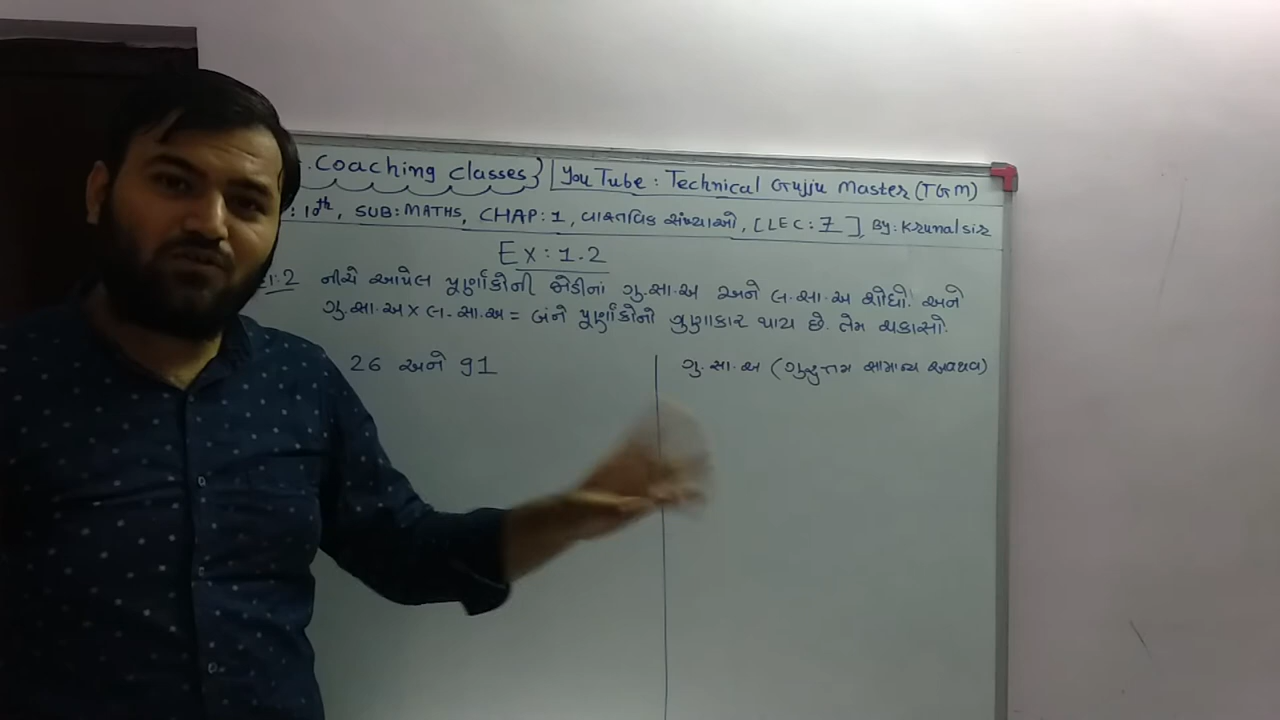 Coaching classes} | YouTube : Technical Gujju Master (TGM)
: 10th, SUB: MATHS, CHAP: 1, વાસ્તવિક સંખ્યાઓ, [LEC: 7] By: Krunal sir
Ex: 1.2
2 નીચે આપેલ પૂર્ણાંકોની જોડીનાં ગુ.સા.અ અને લ.સા.અ શોધો. અને
ગુ.સા.અ x લ.સા.અ = બંને પૂર્ણાંકોનો ગુણાકાર થાય છે. તેમ ચકાસો.
26 અને 91
ગુ.સા.અ (ગુરુત્તમ સામાન્ય અવયવ)